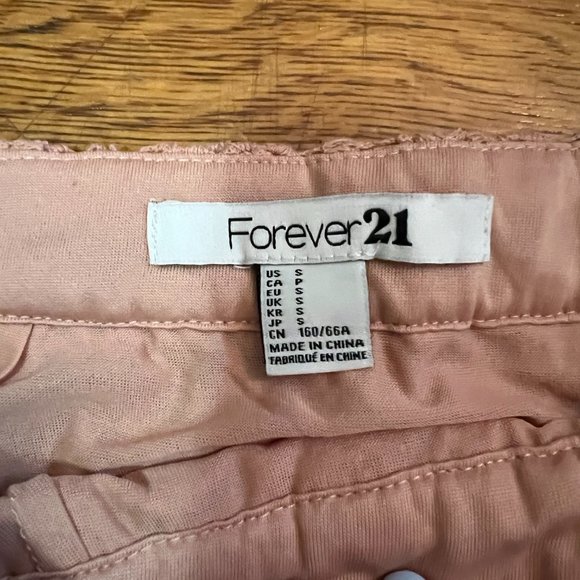 Forever21
US S
CA P
EU S
UK S
KR S
JP S
CN 160/66A
MADE IN CHINA
FABRIQUÉ EN CHINE